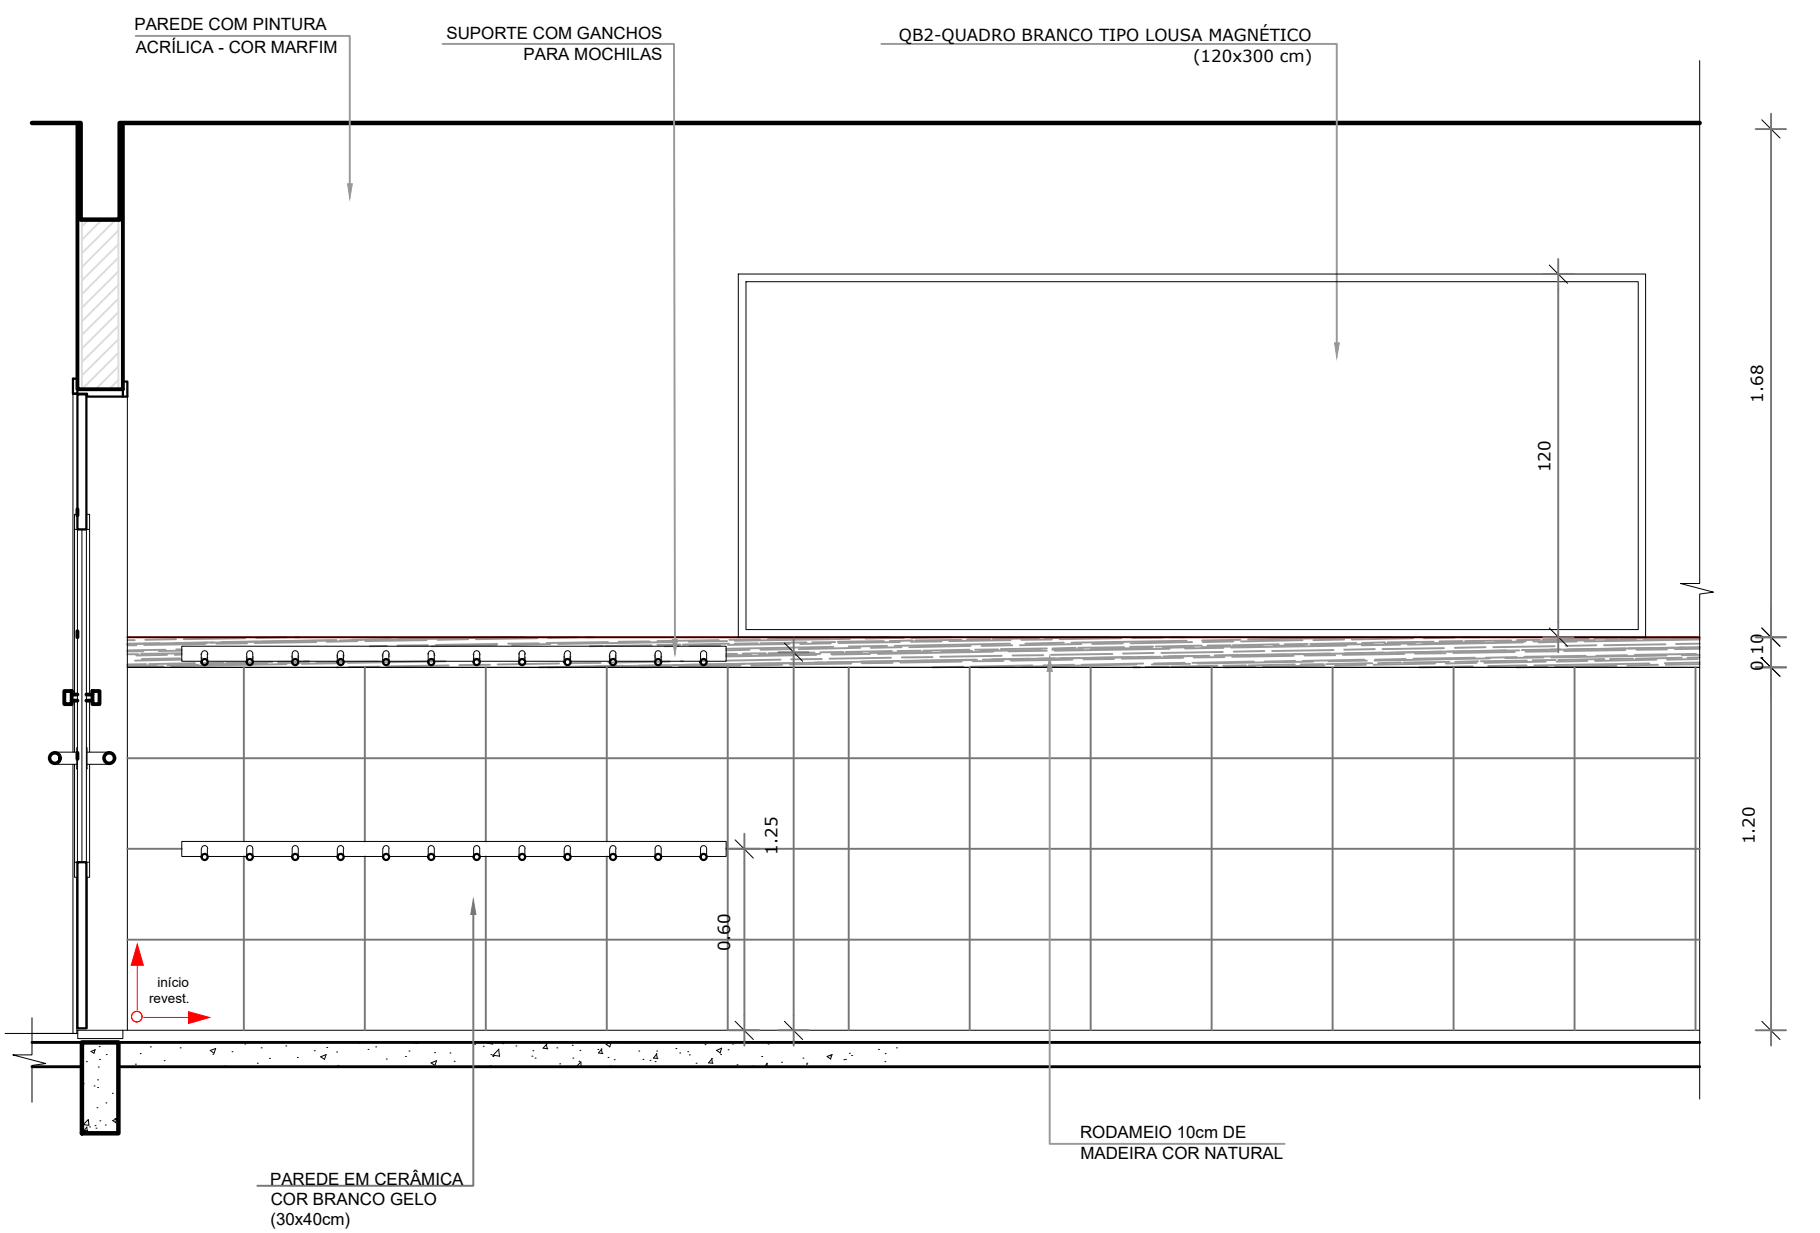 PAREDE COM PINTURA
ACRÍLICA - COR MARFIM
SUPORTE COM GANCHOS
PARA MOCHILAS
QB2-QUADRO BRANCO TIPO LOUSA MAGNÉTICO
(120x300 cm)
1.68
120
0.10
1.20
1.25
0.60
início
revest.
RODAMEIO 10cm DE
MADEIRA COR NATURAL
PAREDE EM CERÂMICA
COR BRANCO GELO
(30x40cm)